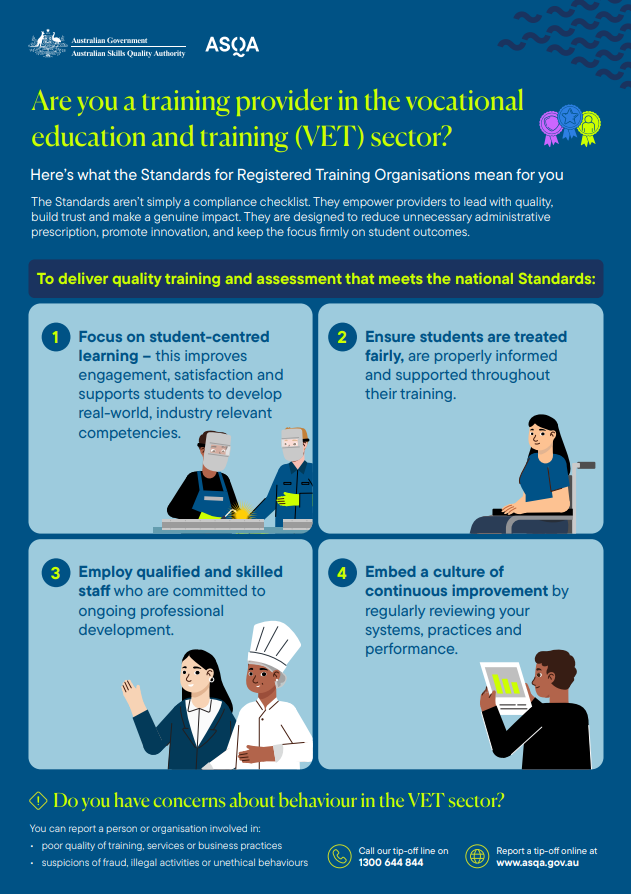 Australian Government
Australian Skills Quality Authority
ASQA
Are you a training provider in the vocational
education and training (VET) sector?
Here's what the Standards for Registered Training Organisations mean for you
The Standards aren't simply a compliance checklist. They empower providers to lead with quality,
build trust and make a genuine impact. They are designed to reduce unnecessary administrative
prescription, promote innovation, and keep the focus firmly on student outcomes.
To deliver quality training and assessment that meets the national Standards:
1
Focus on student-centred
learning – this improves
engagement, satisfaction and
supports students to develop
real-world, industry relevant
competencies.
2
Ensure students are treated
fairly, are properly informed
and supported throughout
their training.
3
Employ qualified and skilled
staff who are committed to
ongoing professional
development.
4
Embed a culture of
continuous improvement by
regularly reviewing your
systems, practices and
performance.
Do you have concerns about behaviour in the VET sector?
You can report a person or organisation involved in:
• poor quality of training, services or business practices
• suspicions of fraud, illegal activities or unethical behaviours
Call our tip-off line on
1300 644 844
Report a tip-off online at
www.asqa.gov.au